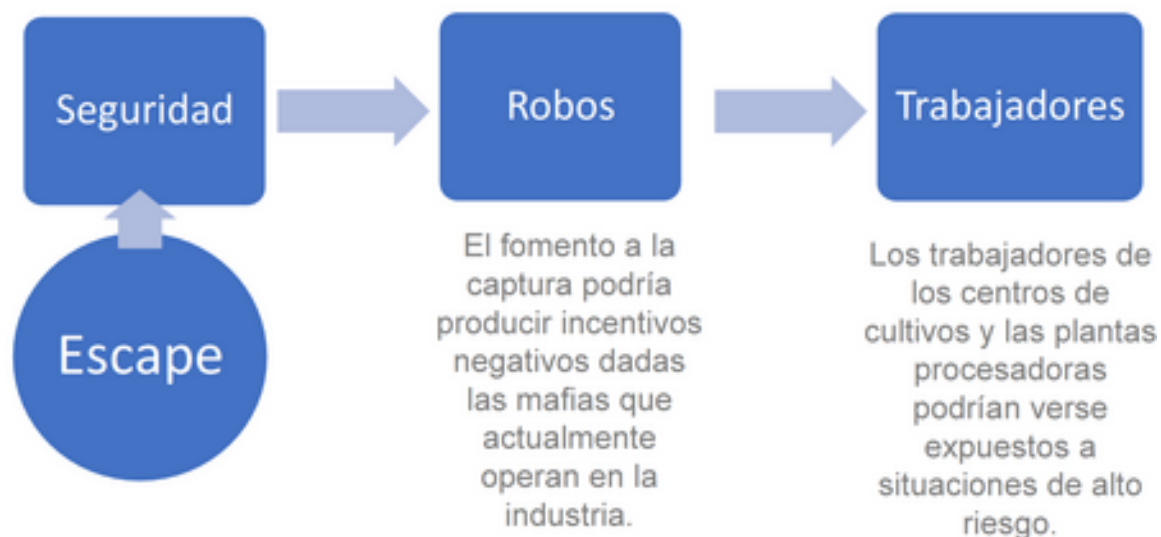 Seguridad
Robos
Trabajadores
Escape
El fomento a la
captura podría
producir incentivos
negativos dadas
las mafias que
actualmente
operan en la
industria.
Los trabajadores de
los centros de
cultivos y las plantas
procesadoras
podrían verse
expuestos a
situaciones de alto
riesgo.